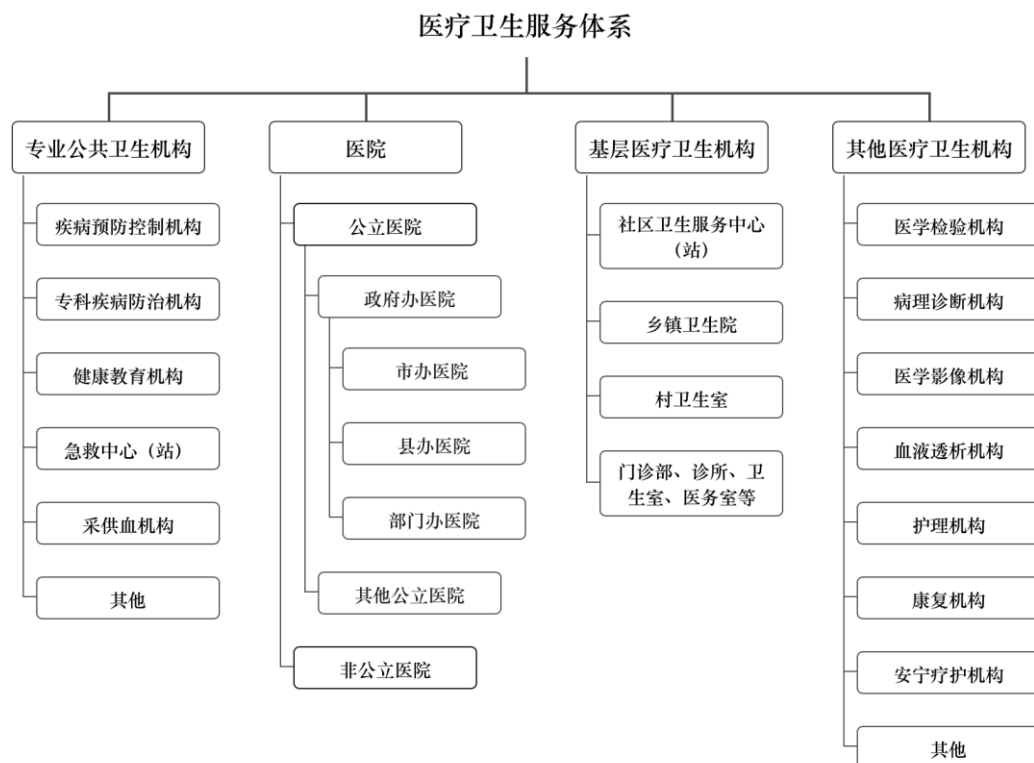 医疗卫生服务体系
专业公共卫生机构
疾病预防控制机构
专科疾病防治机构
健康教育机构
急救中心（站）
采供血机构
其他
医院
公立医院
政府办医院
市办医院
县办医院
部门办医院
其他公立医院
非公立医院
基层医疗卫生机构
社区卫生服务中心
（站）
乡镇卫生院
村卫生室
门诊部、诊所、卫
生室、医务室等
其他医疗卫生机构
医学检验机构
病理诊断机构
医学影像机构
血液透析机构
护理机构
康复机构
安宁疗护机构
其他